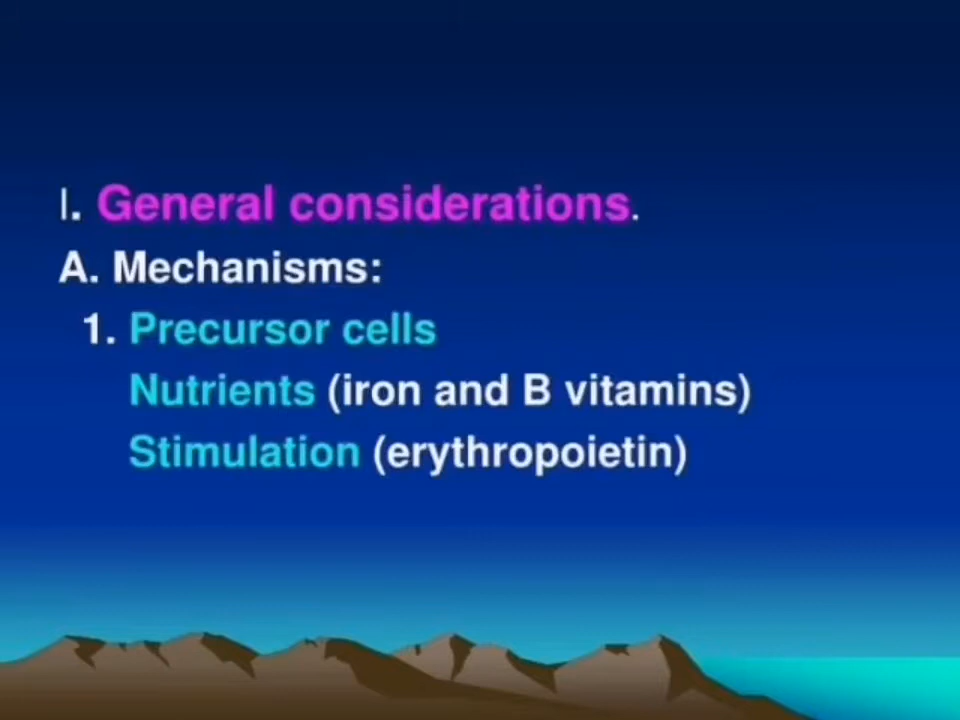 I. General considerations.
A. Mechanisms:
1. Precursor cells
Nutrients (iron and B vitamins)
Stimulation (erythropoietin)